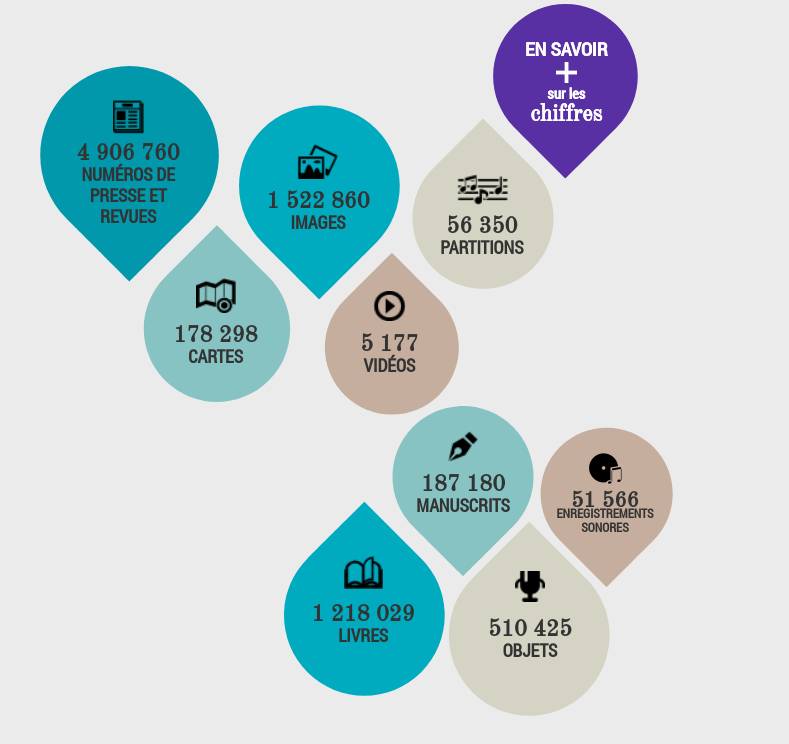 EN SAVOIR
+
sur les
chiffres
4 906 760
NUMÉROS DE
PRESSE ET
REVUES
1 522 860
IMAGES
56 350
PARTITIONS
178 298
CARTES
5 177
VIDÉOS
187 180
MANUSCRITS
51 566
ENREGISTREMENTS
SONORES
1 218 029
LIVRES
510 425
OBJETS